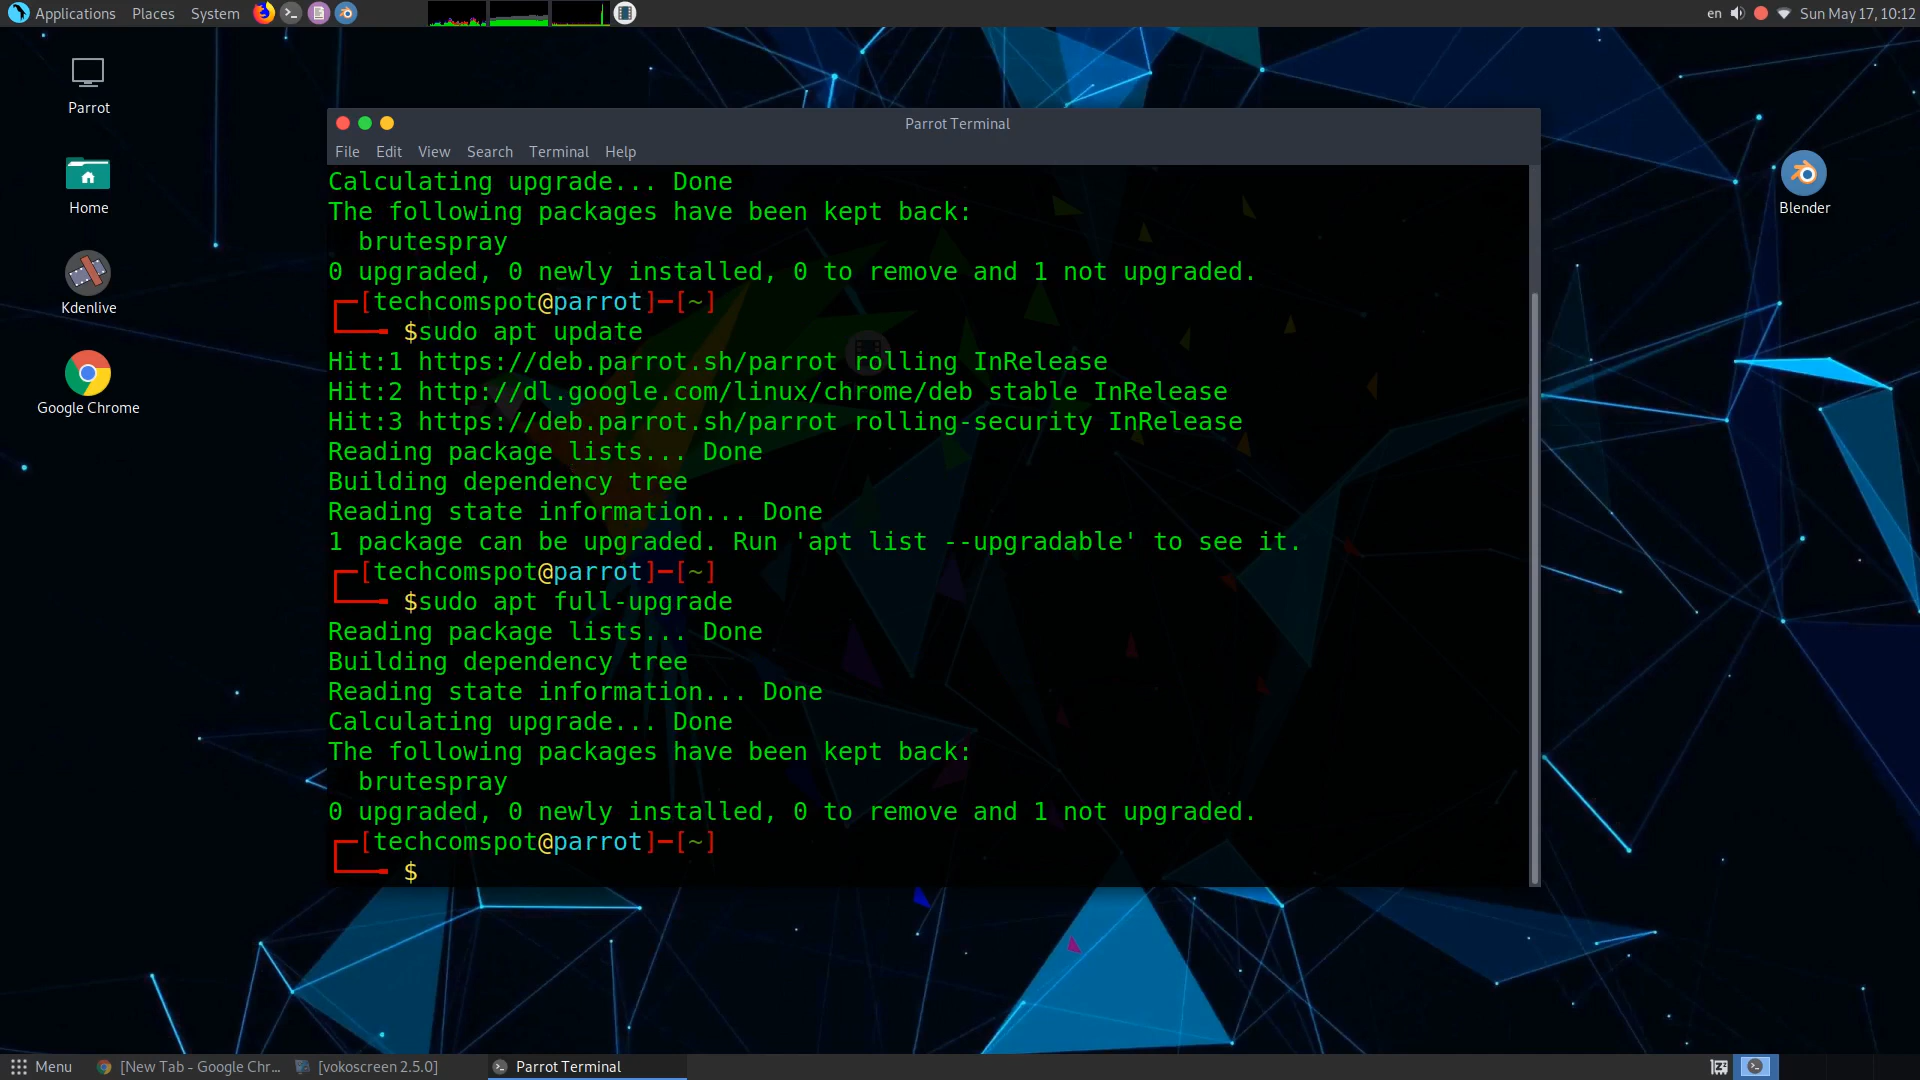 Applications Places System en Sun May 17, 10:12
Parrot
Home
Kdenlive
Google Chrome
Blender
Parrot Terminal
File Edit View Search Terminal Help
Calculating upgrade... Done
The following packages have been kept back:
  brutespray
0 upgraded, 0 newly installed, 0 to remove and 1 not upgraded.
┌─[techcomspot@parrot]─[~]
└──╼ $sudo apt update
Hit:1 https://deb.parrot.sh/parrot rolling InRelease
Hit:2 http://dl.google.com/linux/chrome/deb stable InRelease
Hit:3 https://deb.parrot.sh/parrot rolling-security InRelease
Reading package lists... Done
Building dependency tree
Reading state information... Done
1 package can be upgraded. Run 'apt list --upgradable' to see it.
┌─[techcomspot@parrot]─[~]
└──╼ $sudo apt full-upgrade
Reading package lists... Done
Building dependency tree
Reading state information... Done
Calculating upgrade... Done
The following packages have been kept back:
  brutespray
0 upgraded, 0 newly installed, 0 to remove and 1 not upgraded.
┌─[techcomspot@parrot]─[~]
└──╼ $
Menu [New Tab - Google Chr... [vokoscreen 2.5.0] Parrot Terminal